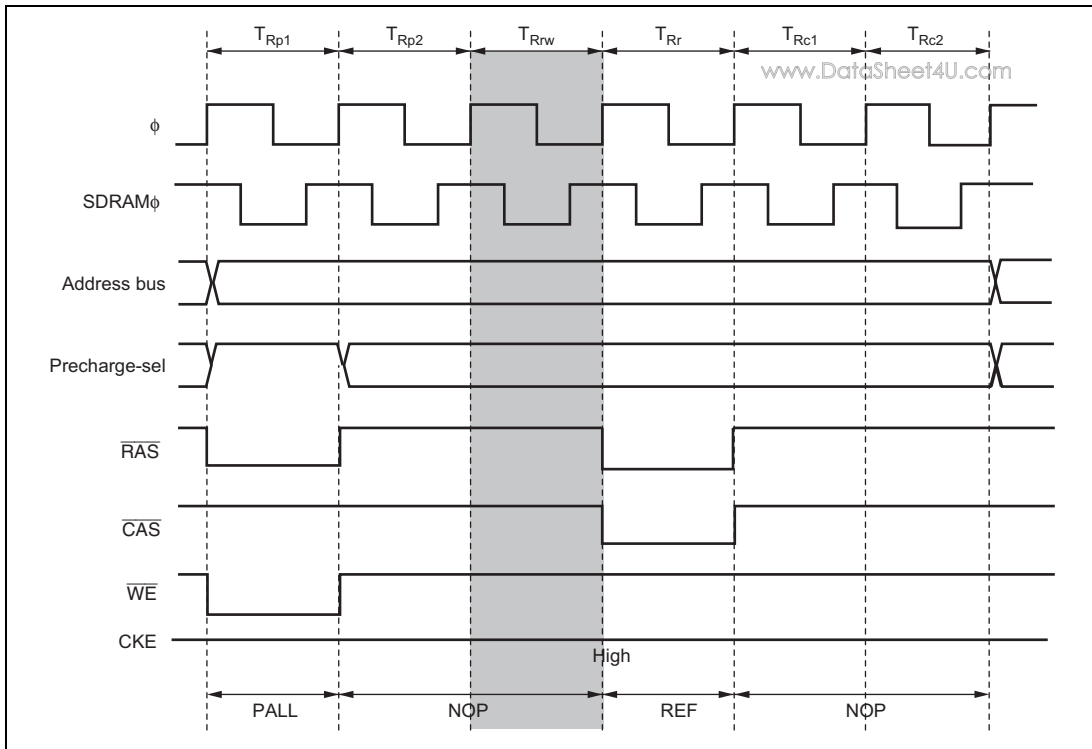 TRp1 TRp2 TRrw TRr TRc1 TRc2
www.DataSheet4U.com
ϕ
SDRAMϕ
Address bus
Precharge-sel
RAS
CAS
WE
CKE
High
PALL NOP REF NOP